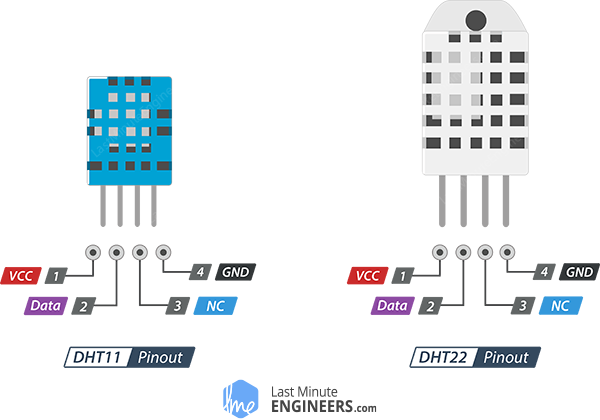 VCC 1 4 GND
Data 2 3 NC
DHT11 Pinout
VCC 1 4 GND
Data 2 3 NC
DHT22 Pinout
lme Last Minute
ENGINEERS.com